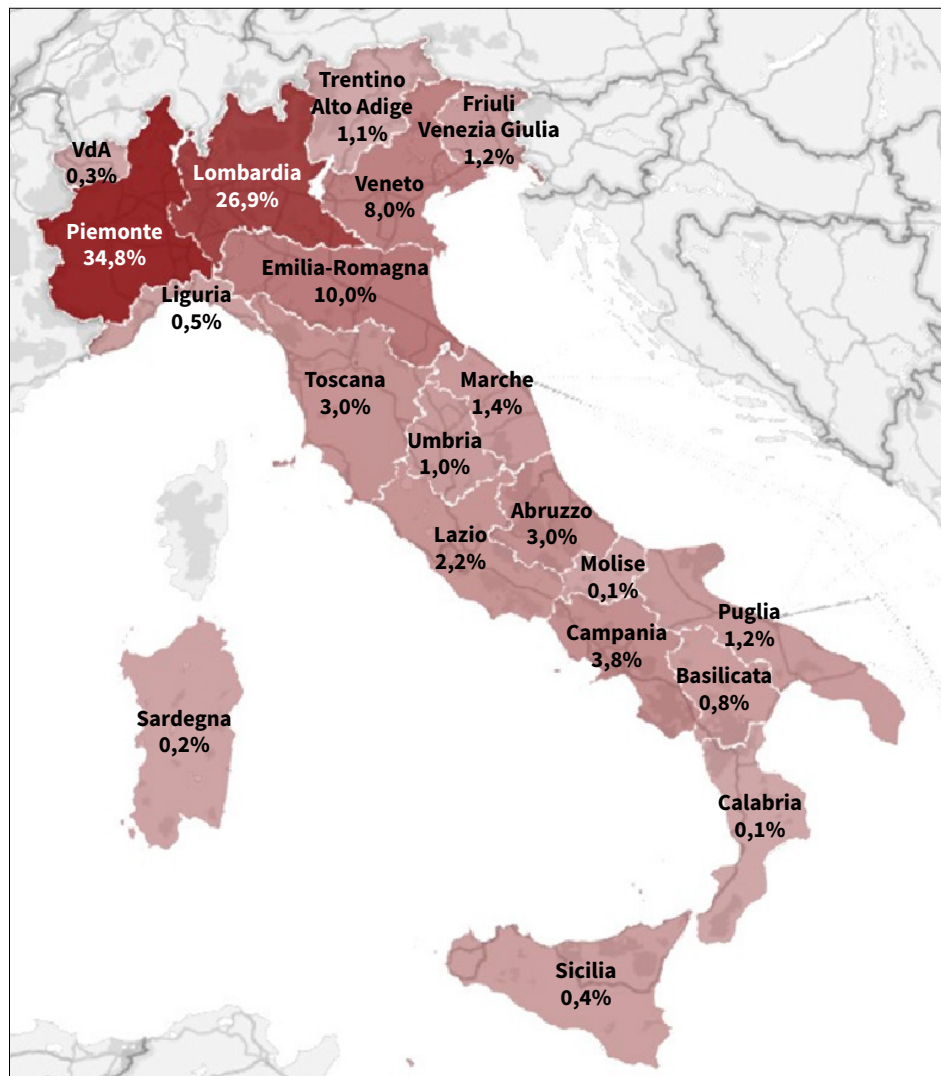 Trentino
Alto Adige
1,1%
Friuli
Venezia Giulia
1,2%
VdA
0,3%
Lombardia
26,9%
Veneto
8,0%
Piemonte
34,8%
Emilia-Romagna
10,0%
Liguria
0,5%
Toscana
3,0%
Marche
1,4%
Umbria
1,0%
Abruzzo
3,0%
Lazio
2,2%
Molise
0,1%
Puglia
1,2%
Campania
3,8%
Basilicata
0,8%
Sardegna
0,2%
Calabria
0,1%
Sicilia
0,4%